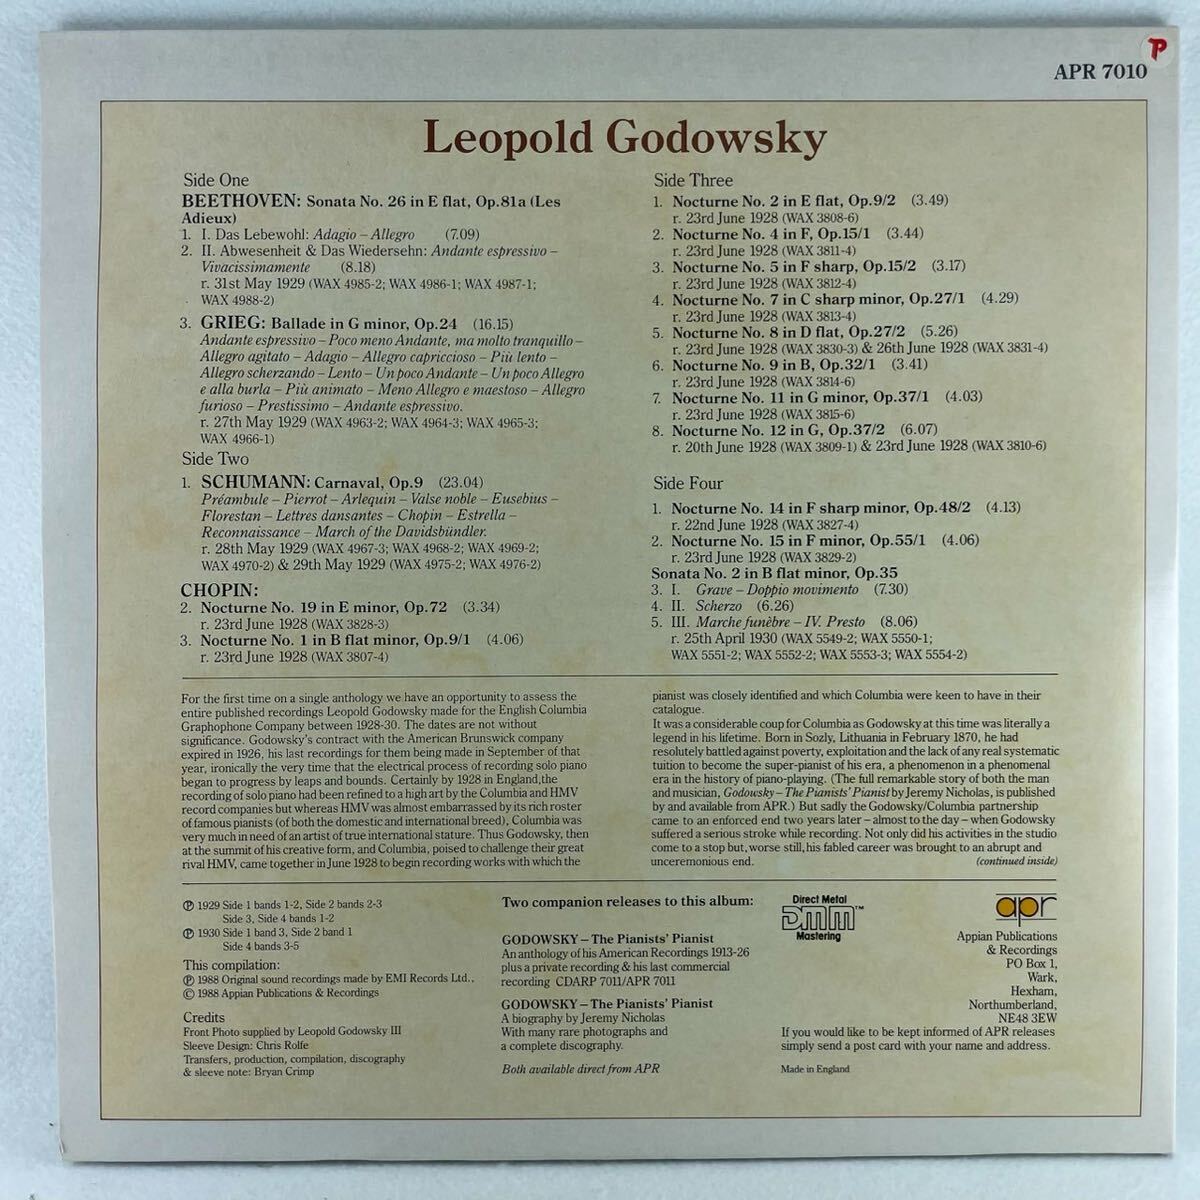 P
APR 7010
Leopold Godowsky
Side One
BEETHOVEN: Sonata No. 26 in E flat, Op.81a (Les
Adieux)
1. I. Das Lebewohl: Adagio – Allegro (7.09)
2. II. Abwesenheit & Das Wiedersehn: Andante espressivo –
Vivacissimamente (8.18)
r. 31st May 1929 (WAX 4985-2; WAX 4986-1; WAX 4987-1;
WAX 4988-2)
3. GRIEG: Ballade in G minor, Op.24 (16.15)
Andante espressivo – Poco meno Andante, ma molto tranquillo –
Allegro agitato – Adagio – Allegro capriccioso – Più lento –
Allegro scherzando – Lento – Un poco Andante – Un poco Allegro
e alla burla – Più animato – Meno Allegro e maestoso – Allegro
furioso – Prestissimo – Andante espressivo.
r. 27th May 1929 (WAX 4963-2; WAX 4964-3; WAX 4965-3;
WAX 4966-1)
Side Two
1. SCHUMANN: Carnaval, Op.9 (23.04)
Préambule – Pierrot – Arlequin – Valse noble – Eusebius –
Florestan – Lettres dansantes – Chopin – Estrella –
Reconnaissance – March of the Davidsbündler.
r. 28th May 1929 (WAX 4967-3; WAX 4968-2; WAX 4969-2;
WAX 4970-2) & 29th May 1929 (WAX 4975-2; WAX 4976-2)
CHOPIN:
2. Nocturne No. 19 in E minor, Op.72 (3.34)
r. 23rd June 1928 (WAX 3828-3)
3. Nocturne No. 1 in B flat minor, Op.9/1 (4.06)
r. 23rd June 1928 (WAX 3807-4)
Side Three
1. Nocturne No. 2 in E flat, Op.9/2 (3.49)
r. 23rd June 1928 (WAX 3808-6)
2. Nocturne No. 4 in F, Op.15/1 (3.44)
r. 23rd June 1928 (WAX 3811-4)
3. Nocturne No. 5 in F sharp, Op.15/2 (3.17)
r. 23rd June 1928 (WAX 3812-4)
4. Nocturne No. 7 in C sharp minor, Op.27/1 (4.29)
r. 23rd June 1928 (WAX 3813-4)
5. Nocturne No. 8 in D flat, Op.27/2 (5.26)
r. 23rd June 1928 (WAX 3830-3) & 26th June 1928 (WAX 3831-4)
6. Nocturne No. 9 in B, Op.32/1 (3.41)
r. 23rd June 1928 (WAX 3814-6)
7. Nocturne No. 11 in G minor, Op.37/1 (4.03)
r. 23rd June 1928 (WAX 3815-6)
8. Nocturne No. 12 in G, Op.37/2 (6.07)
r. 20th June 1928 (WAX 3809-1) & 23rd June 1928 (WAX 3810-6)
Side Four
1. Nocturne No. 14 in F sharp minor, Op.48/2 (4.13)
r. 22nd June 1928 (WAX 3827-4)
2. Nocturne No. 15 in F minor, Op.55/1 (4.06)
r. 23rd June 1928 (WAX 3829-2)
Sonata No. 2 in B flat minor, Op.35
3. I. Grave – Doppio movimento (7.30)
4. II. Scherzo (6.26)
5. III. Marche funèbre – IV. Presto (8.06)
r. 25th April 1930 (WAX 5549-2; WAX 5550-1;
WAX 5551-2; WAX 5552-2; WAX 5553-3; WAX 5554-2)
For the first time on a single anthology we have an opportunity to assess the
entire published recordings Leopold Godowsky made for the English Columbia
Graphophone Company between 1928-30. The dates are not without
significance. Godowsky's contract with the American Brunswick company
expired in 1926, his last recordings for them being made in September of that
year, ironically the very time that the electrical process of recording solo piano
began to progress by leaps and bounds. Certainly by 1928 in England, the
recording of solo piano had been refined to a high art by the Columbia and HMV
record companies but whereas HMV was almost embarrassed by its rich roster
of famous pianists (of both the domestic and international breed), Columbia was
very much in need of an artist of true international stature. Thus Godowsky, then
at the summit of his creative form, and Columbia, poised to challenge their great
rival HMV, came together in June 1928 to begin recording works with which the
pianist was closely identified and which Columbia were keen to have in their
catalogue.
It was a considerable coup for Columbia as Godowsky at this time was literally a
legend in his lifetime. Born in Sozly, Lithuania in February 1870, he had
resolutely battled against poverty, exploitation and the lack of any real systematic
tuition to become the super-pianist of his era, a phenomenon in a phenomenal
era in the history of piano-playing. (The full remarkable story of both the man
and musician, Godowsky – The Pianists' Pianist by Jeremy Nicholas, is published
by and available from APR.) But sadly the Godowsky/Columbia partnership
came to an enforced end two years later – almost to the day – when Godowsky
suffered a serious stroke while recording. Not only did his activities in the studio
come to a stop but, worse still, his fabled career was brought to an abrupt and
unceremonious end. (continued inside)
℗ 1929 Side 1 bands 1-2, Side 2 bands 2-3
Side 3, Side 4 bands 1-2
℗ 1930 Side 1 band 3, Side 2 band 1
Side 4 bands 3-5
This compilation:
℗ 1988 Original sound recordings made by EMI Records Ltd.,
© 1988 Appian Publications & Recordings
Credits
Front Photo supplied by Leopold Godowsky III
Sleeve Design: Chris Rolfe
Transfers, production, compilation, discography
& sleeve note: Bryan Crimp
Two companion releases to this album:
GODOWSKY – The Pianists' Pianist
An anthology of his American Recordings 1913-26
plus a private recording & his last commercial
recording CDARP 7011/APR 7011
GODOWSKY – The Pianists' Pianist
A biography by Jeremy Nicholas
With many rare photographs and
a complete discography.
Both available direct from APR
Direct Metal
DMM™
Mastering
apr
Appian Publications
& Recordings
PO Box 1,
Wark,
Hexham,
Northumberland,
NE48 3EW
If you would like to be kept informed of APR releases
simply send a post card with your name and address.
Made in England